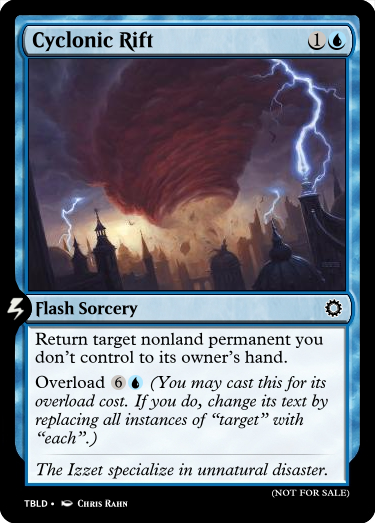 Cyclonic Rift 1
Flash Sorcery
Return target nonland permanent you
don't control to its owner's hand.
Overload 6 (You may cast this for its
overload cost. If you do, change its text by
replacing all instances of “target” with
“each”.)
The Izzet specialize in unnatural disaster.
TBLD • Chris Rahn
(NOT FOR SALE)